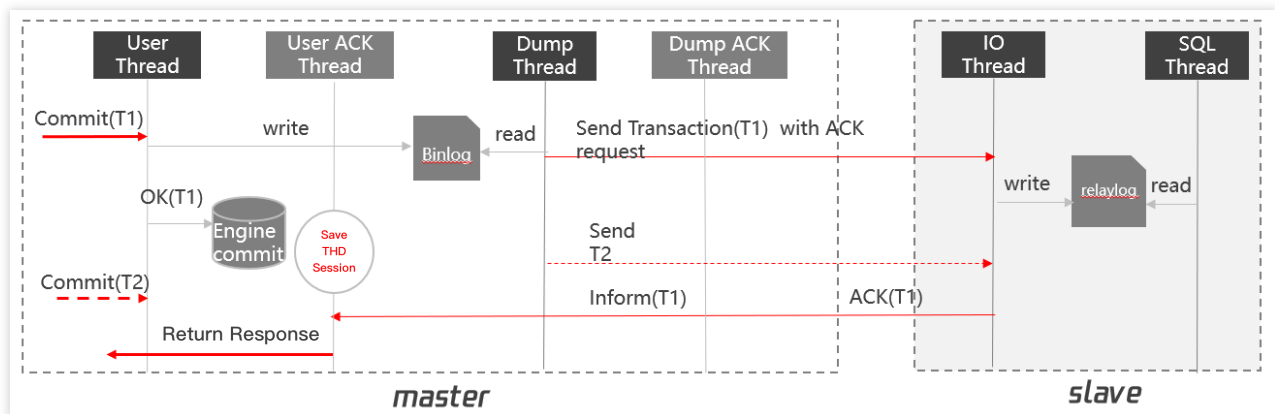 User
Thread
User ACK
Thread
Dump
Thread
Dump ACK
Thread
IO
Thread
SQL
Thread
Commit(T1)
write
Binlog
read
Send Transaction(T1) with ACK
request
OK(T1)
Engine
commit
Save
THD
Session
write
relaylog
read
Send
T2
Commit(T2)
Inform(T1)
ACK(T1)
Return Response
master
slave